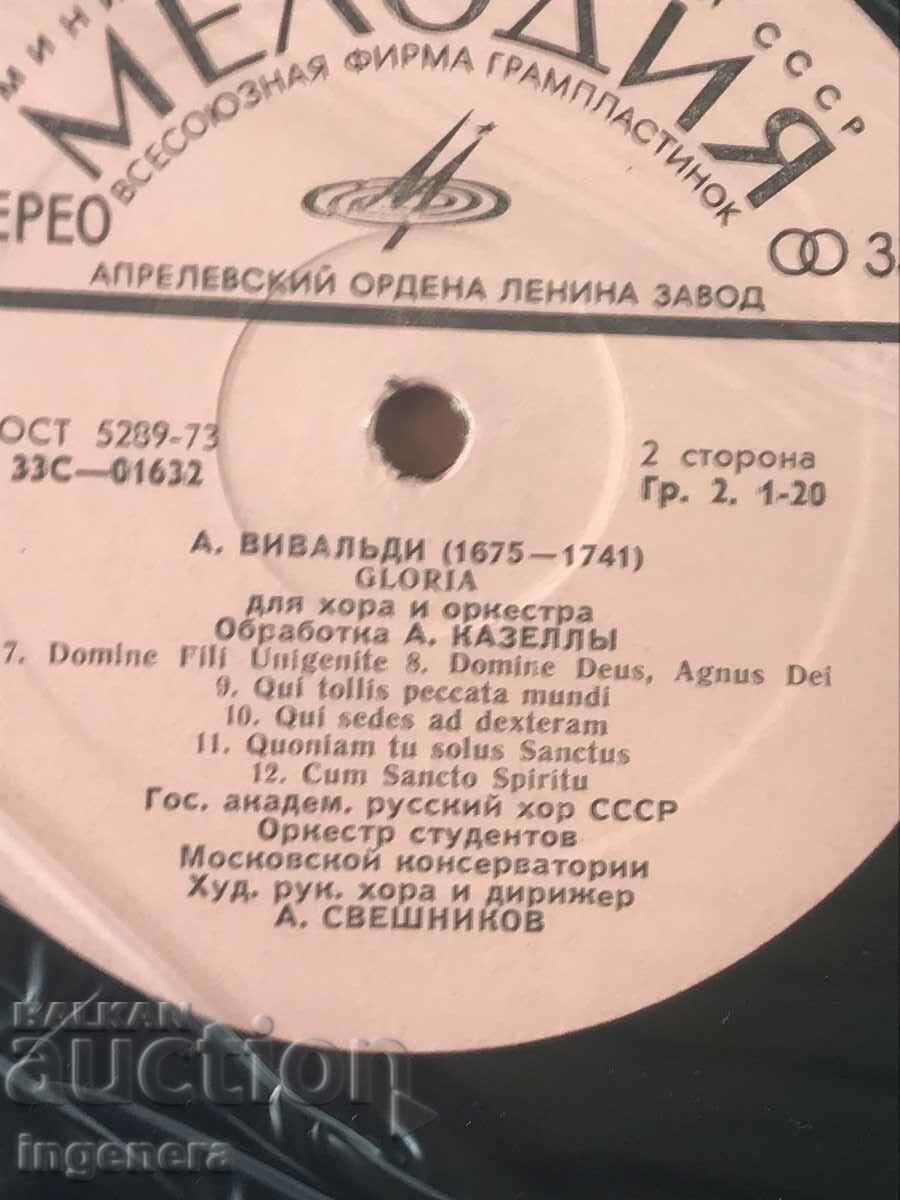 МЕЛОДИЯ
СССР
ВСЕСОЮЗНАЯ ФИРМА ГРАМПЛАСТИНОК
ЕРЕО
33
АПРЕЛЕВСКИЙ ОРДЕНА ЛЕНИНА ЗАВОД
ОСТ 5289-73
33С—01632
2 сторона
Гр. 2. 1-20
А. ВИВАЛЬДИ (1675—1741)
GLORIA
для хора и оркестра
Обработка А. КАЗЕЛЛЫ
7. Domine Fili Unigenite 8. Domine Deus, Agnus Dei
9. Qui tollis peccata mundi
10. Qui sedes ad dexteram
11. Quoniam tu solus Sanctus
12. Cum Sancto Spiritu
Гос. академ. русский хор СССР
Оркестр студентов
Московской консерватории
Худ. рук. хора и дирижер
А. СВЕШНИКОВ
BALKAN
auction
ingenera